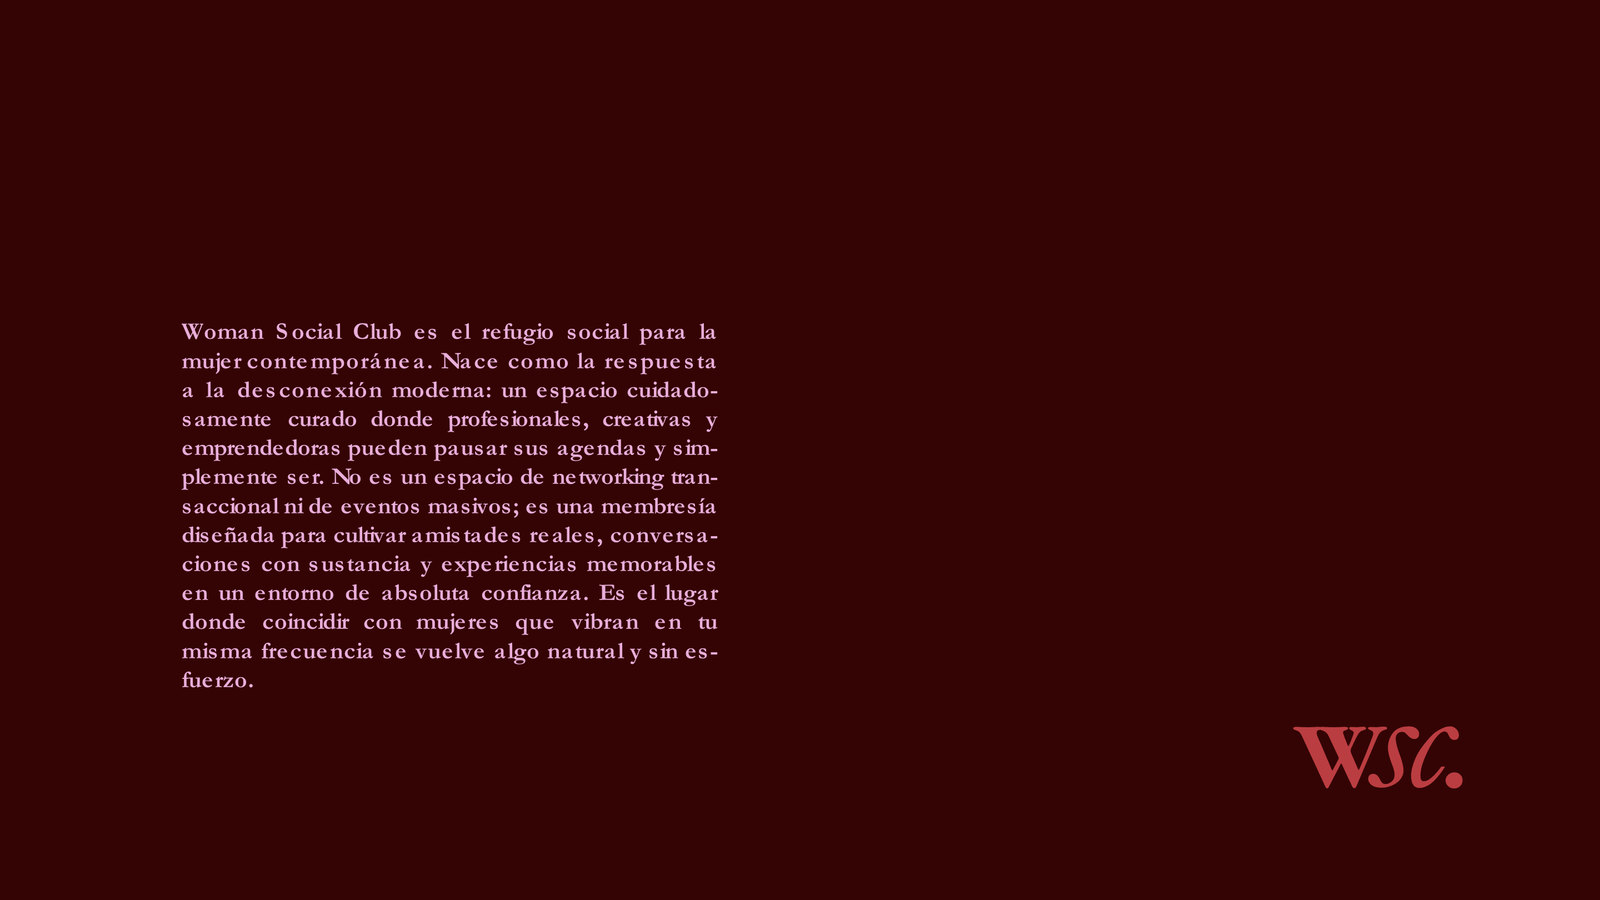 Woman Social Club es el refugio social para la
mujer contemporánea. Nace como la respuesta
a la desconexión moderna: un espacio cuidado-
samente curado donde profesionales, creativas y
emprendedoras pueden pausar sus agendas y sim-
plemente ser. No es un espacio de networking tran-
saccional ni de eventos masivos; es una membresía
diseñada para cultivar amistades reales, conversa-
ciones con sustancia y experiencias memorables
en un entorno de absoluta confianza. Es el lugar
donde coincidir con mujeres que vibran en tu
misma frecuencia se vuelve algo natural y sin es-
fuerzo.
WSC.